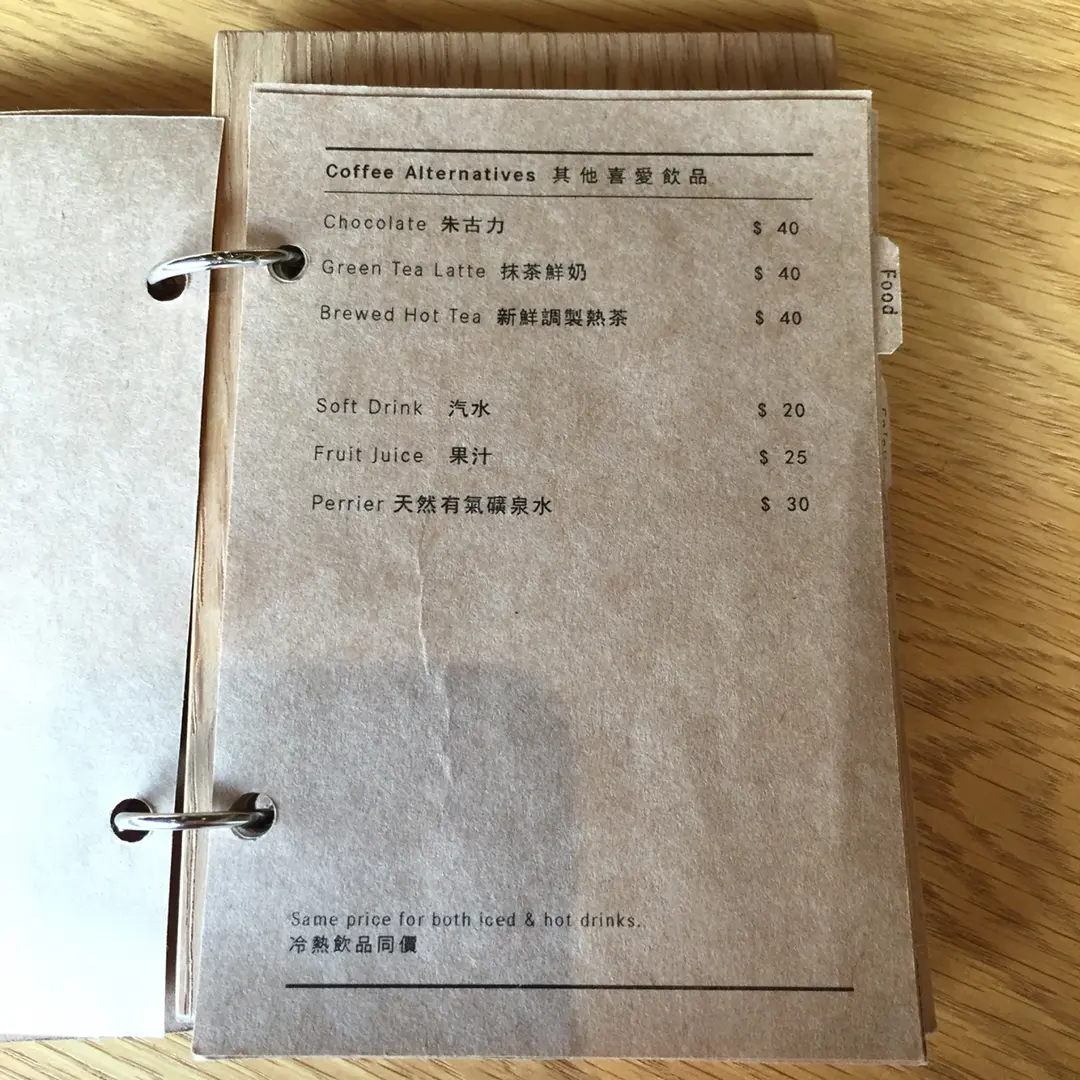 Coffee Alternatives 其他喜愛飲品
Chocolate 朱古力 $ 40
Green Tea Latte 抹茶鮮奶 $ 40
Brewed Hot Tea 新鮮調製熱茶 $ 40
Soft Drink 汽水 $ 20
Fruit Juice 果汁 $ 25
Perrier 天然有氣礦泉水 $ 30
Same price for both iced & hot drinks.
冷熱飲品同價
Food